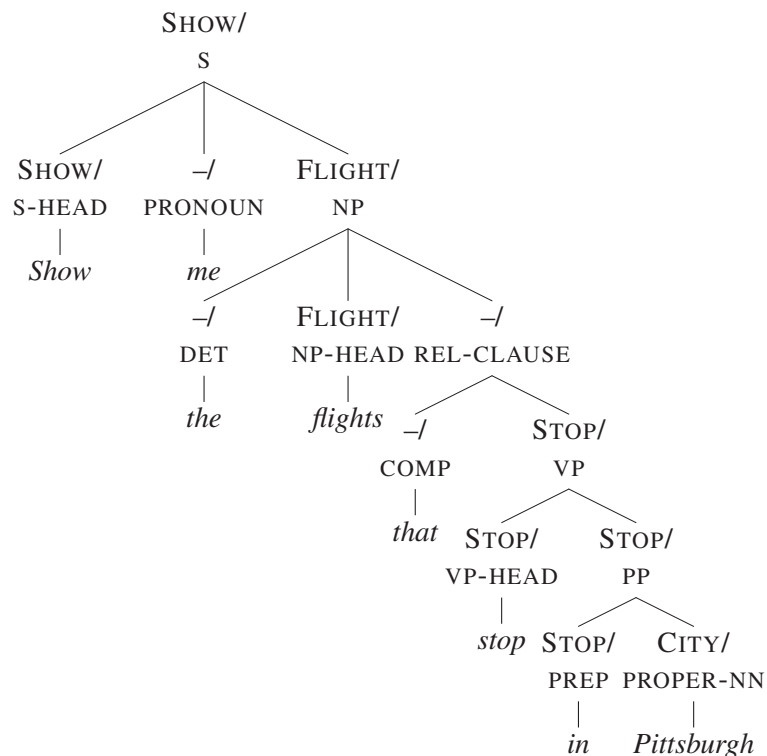 SHOW/
S
SHOW/ –/ FLIGHT/
S-HEAD PRONOUN NP
Show me
–/ FLIGHT/ –/
DET NP-HEAD REL-CLAUSE
the flights
–/ STOP/
COMP VP
that
STOP/ STOP/
VP-HEAD PP
stop
STOP/ CITY/
PREP PROPER-NN
in Pittsburgh